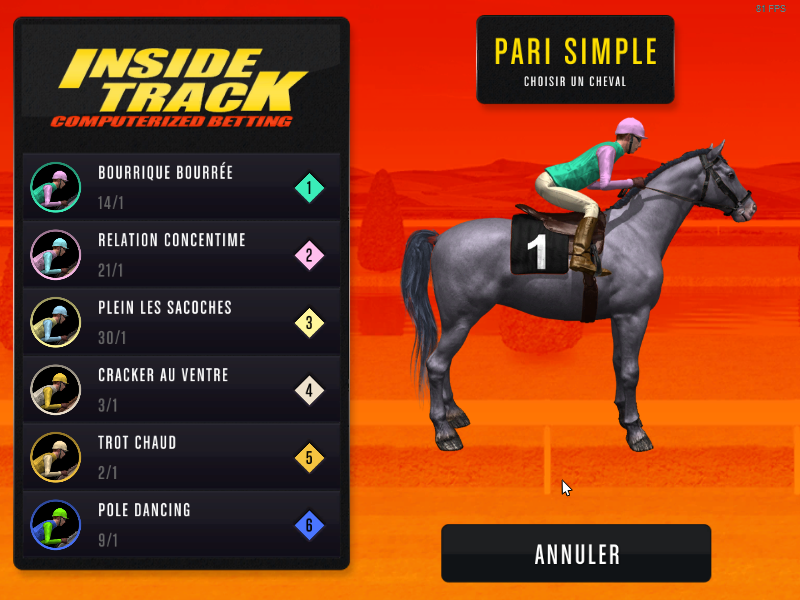 31 FPS
INSIDE
TRACK
COMPUTERIZED BETTING
PARI SIMPLE
CHOISIR UN CHEVAL
BOURRIQUE BOURRÉE
14/1
1
RELATION CONCENTIME
21/1
2
PLEIN LES SACOCHES
30/1
3
CRACKER AU VENTRE
3/1
4
TROT CHAUD
2/1
5
POLE DANCING
9/1
6
1
ANNULER